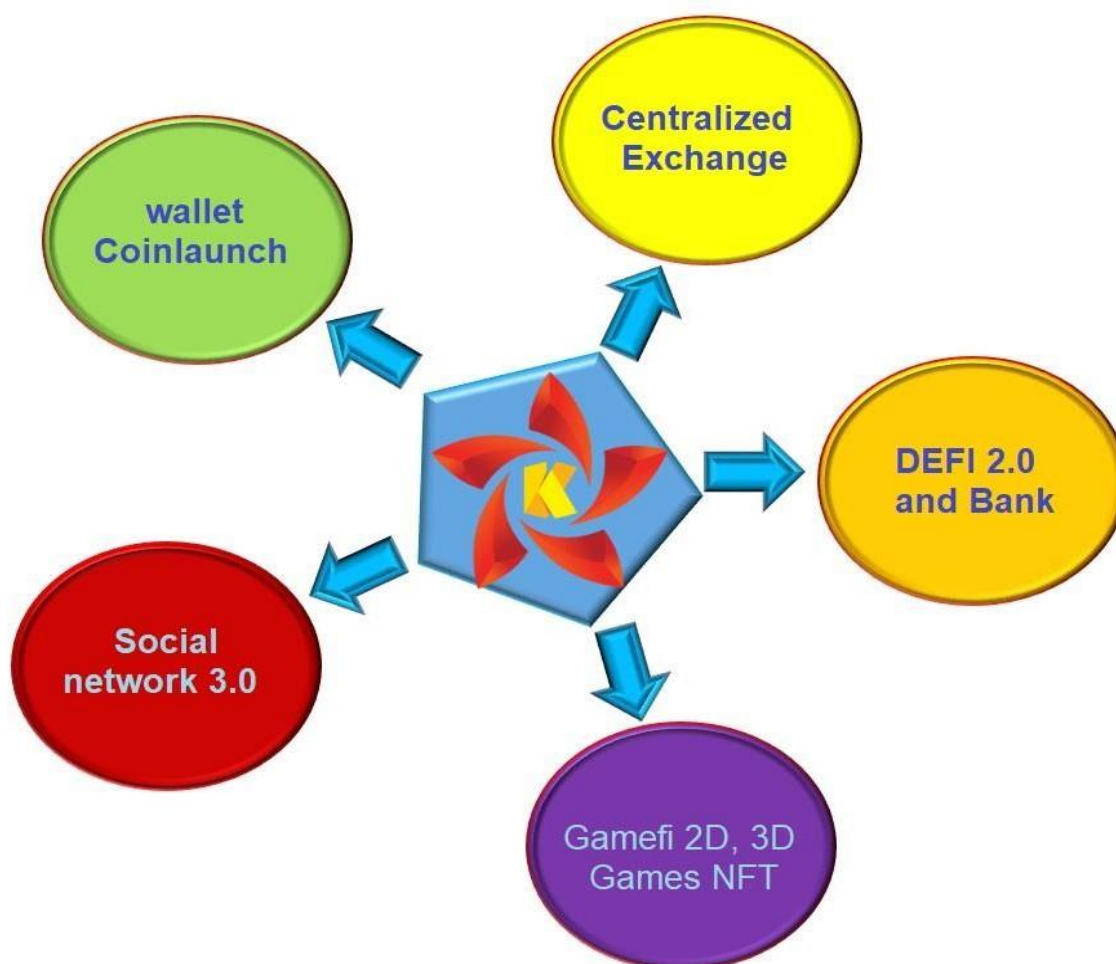 Centralized
Exchange
wallet
Coinlaunch
DEFI 2.0
and Bank
Social
network 3.0
Gamefi 2D, 3D
Games NFT
K